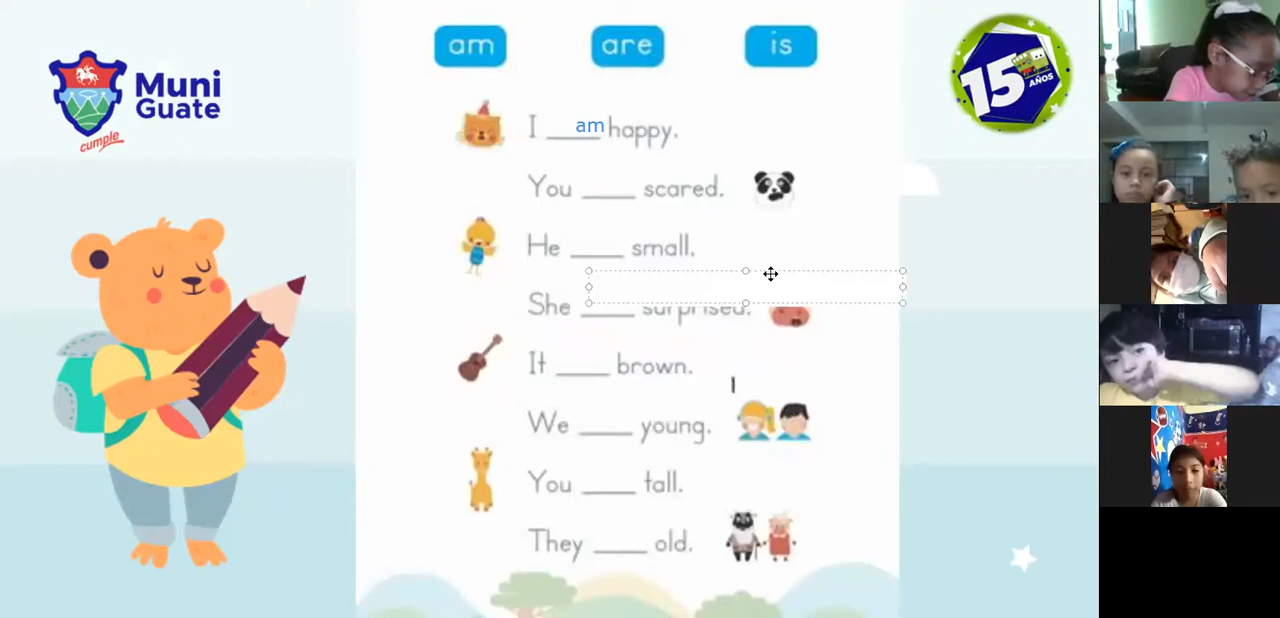 am are is
Muni
Guate
cumple
15
AÑOS
I ____ am happy.
You ____ scared.
He ____ small.
She ____ surprised.
It ____ brown.
We ____ young.
You ____ tall.
They ____ old.